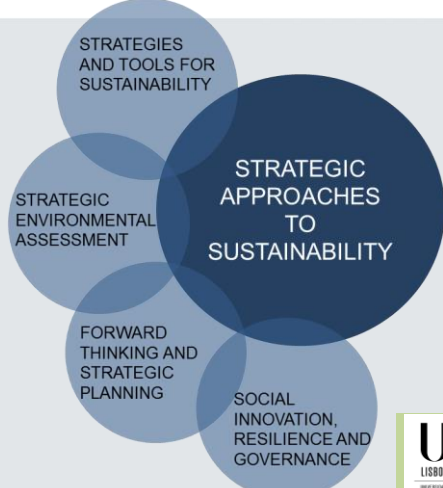 STRATEGIES
AND TOOLS FOR
SUSTAINABILITY
STRATEGIC
APPROACHES
TO
SUSTAINABILITY
STRATEGIC
ENVIRONMENTAL
ASSESSMENT
FORWARD
THINKING AND
STRATEGIC
PLANNING
SOCIAL
INNOVATION,
RESILIENCE AND
GOVERNANCE
U
LISBO